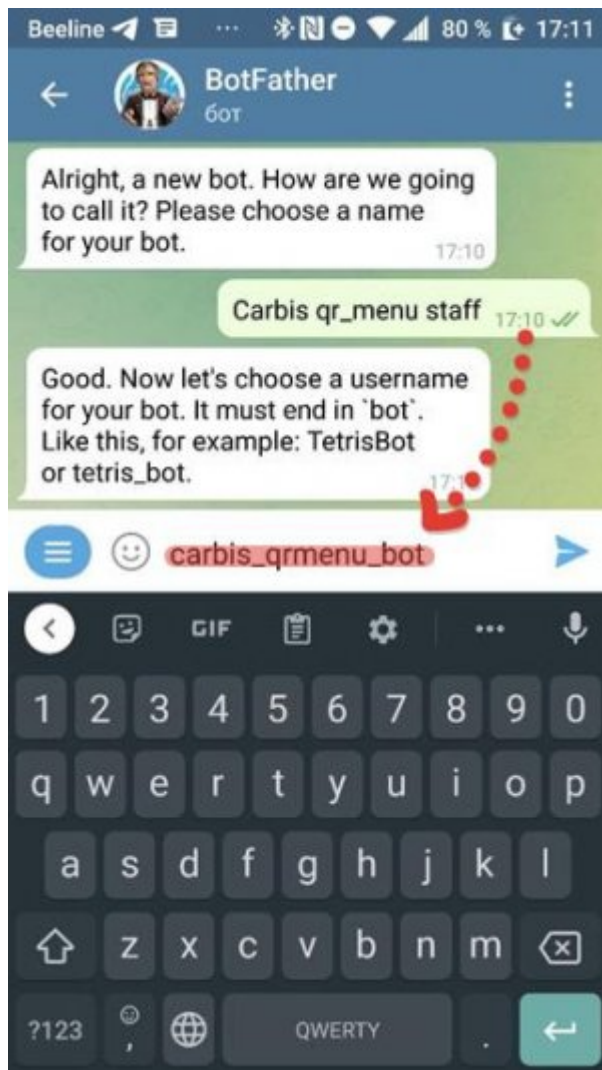 Beeline ... 80 % 17:11
BotFather
бот
Alright, a new bot. How are we going
to call it? Please choose a name
for your bot.
17:10
Carbis qr_menu staff 17:10
Good. Now let's choose a username
for your bot. It must end in `bot`.
Like this, for example: TetrisBot
or tetris_bot.
carbis_qrmenu_bot
GIF
1 2 3 4 5 6 7 8 9 0
q w e r t y u i o p
a s d f g h j k l
z x c v b n m
?123 , QWERTY .